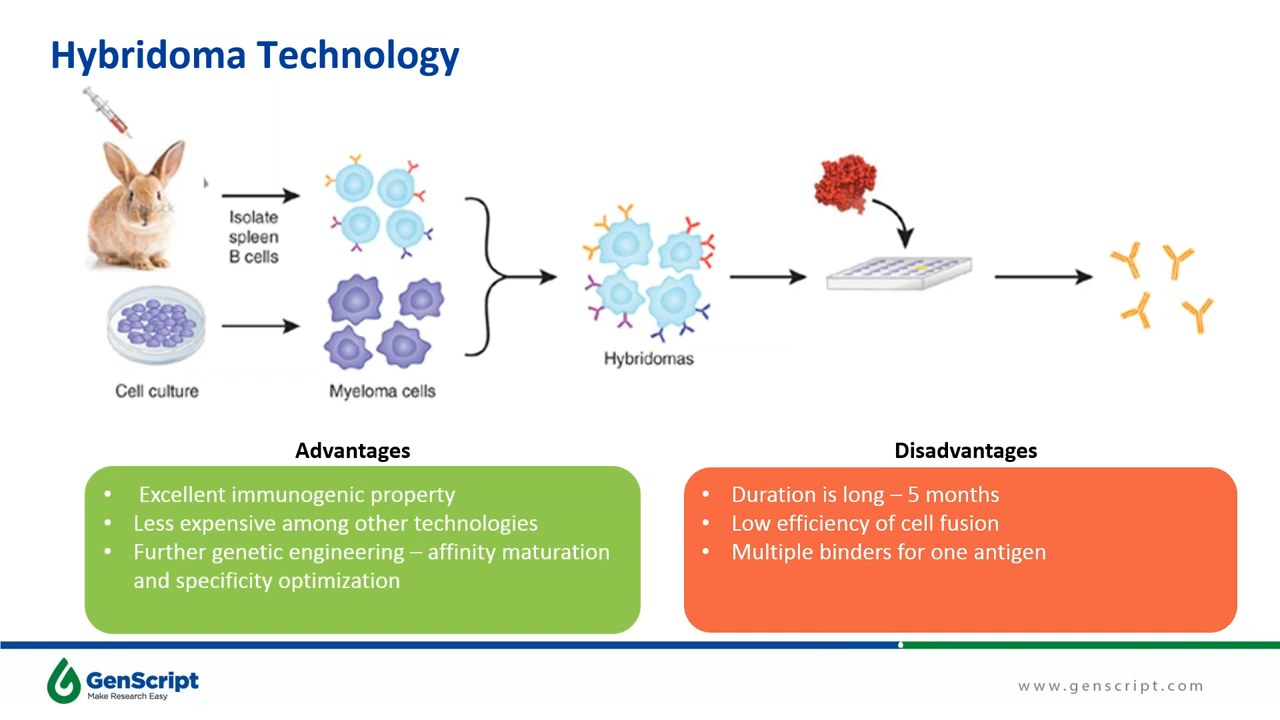 Hybridoma Technology
Isolate
spleen
B cells
Cell culture
Myeloma cells
Hybridomas
Advantages
• Excellent immunogenic property
• Less expensive among other technologies
• Further genetic engineering – affinity maturation
and specificity optimization
Disadvantages
• Duration is long – 5 months
• Low efficiency of cell fusion
• Multiple binders for one antigen
GenScript
Make Research Easy
www.genscript.com